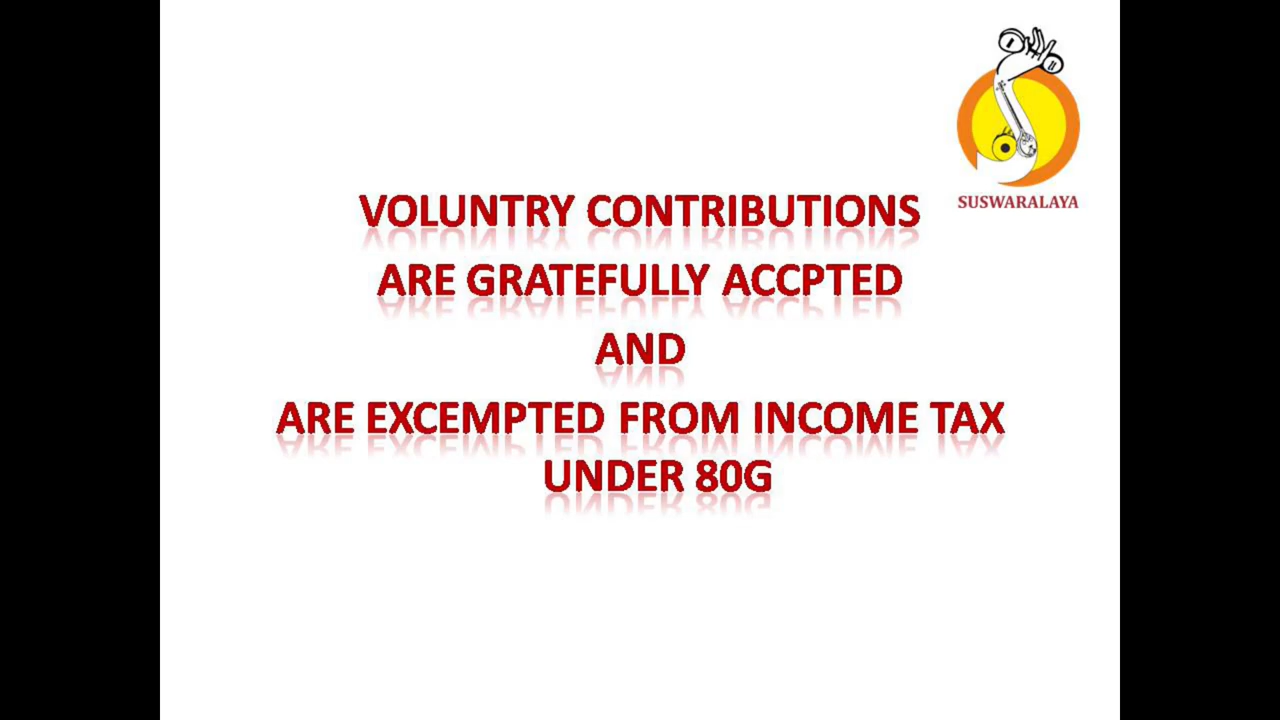 SUSWARALAYA
VOLUNTRY CONTRIBUTIONS
ARE GRATEFULLY ACCPTED
AND
ARE EXCEMPTED FROM INCOME TAX
UNDER 80G